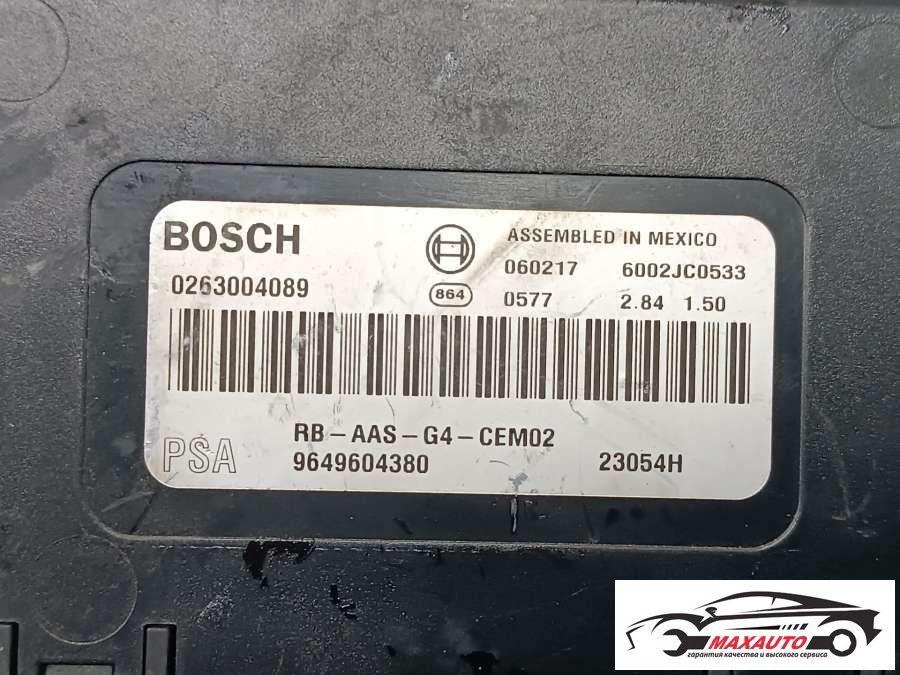 BOSCH
ASSEMBLED IN MEXICO
060217 6002JC0533
0263004089
864
0577 2.84 1.50
RB-AAS-G4-CEM02
PSA
9649604380 23054H
MAXAUTO
гарантия качества и высокого сервиса